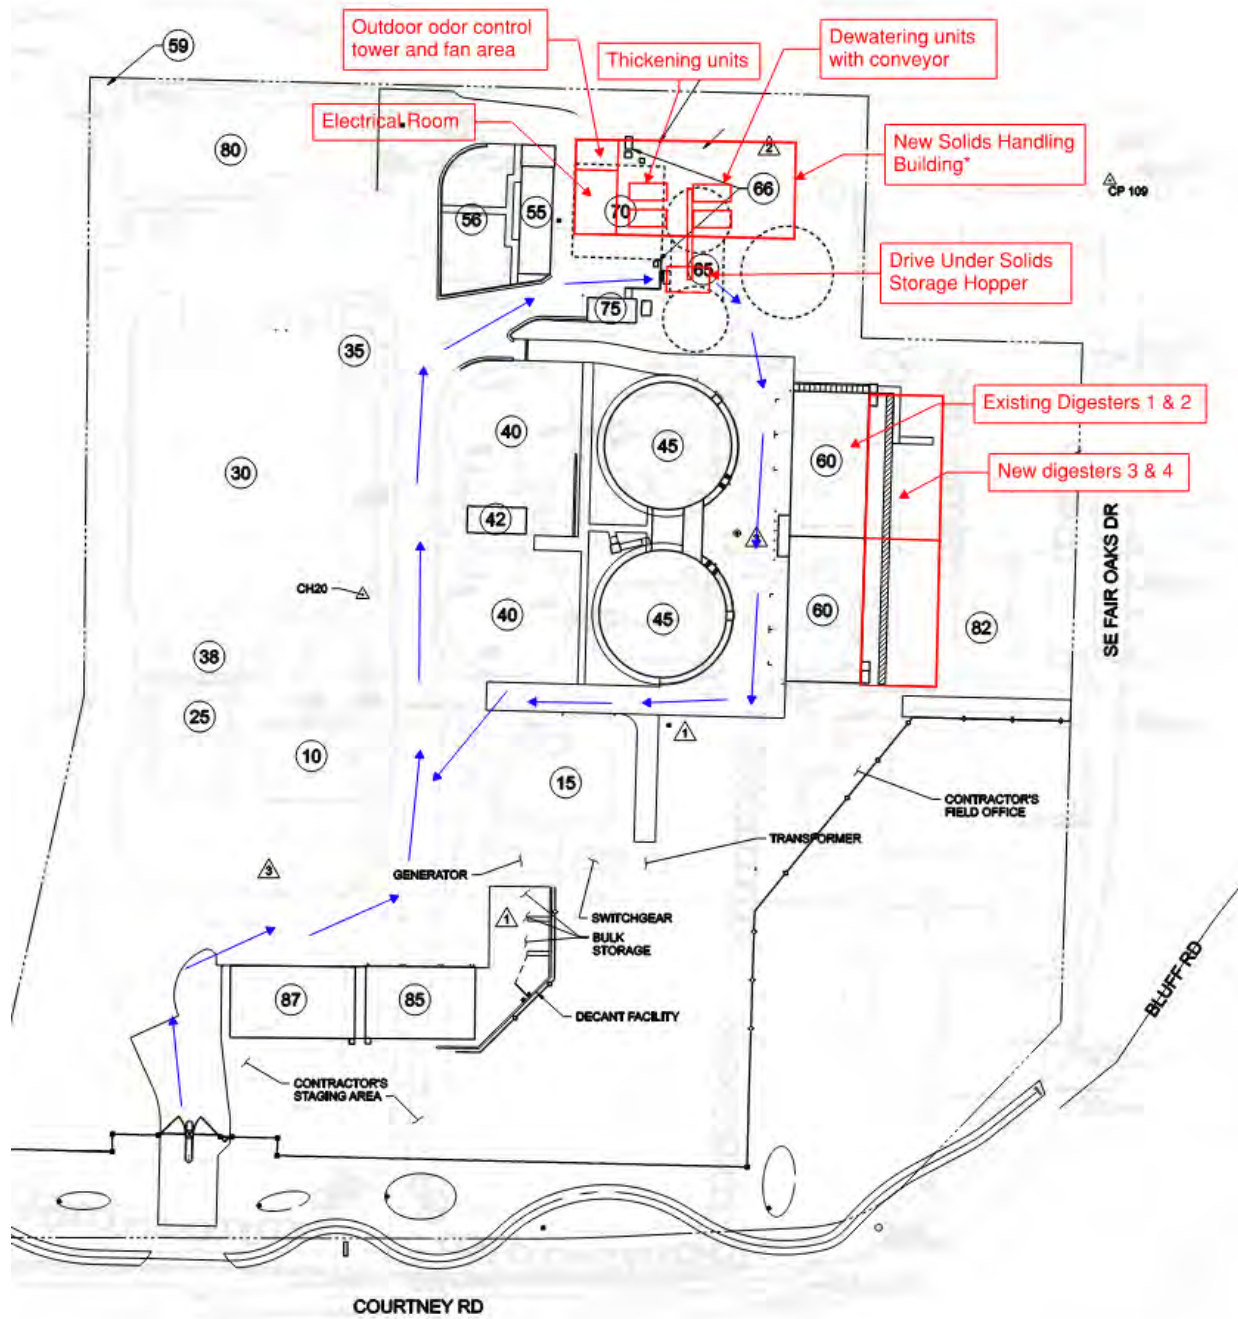 Outdoor odor control
tower and fan area
Dewatering units
with conveyor
59
Thickening units
Electrical Room
New Solids Handling
Building*
80
2
66
CP 109
56
55
70
65
Drive Under Solids
Storage Hopper
75
35
Existing Digesters 1 & 2
40
45
60
New digesters 3 & 4
30
42
SE FAIR OAKS DR
CH20
40
45
60
82
38
25
1
10
15
CONTRACTOR'S
FIELD OFFICE
TRANSFORMER
3
GENERATOR
SWITCHGEAR
1
BULK
STORAGE
87
85
DECANT FACILITY
BLUFF RD
CONTRACTOR'S
STAGING AREA
COURTNEY RD